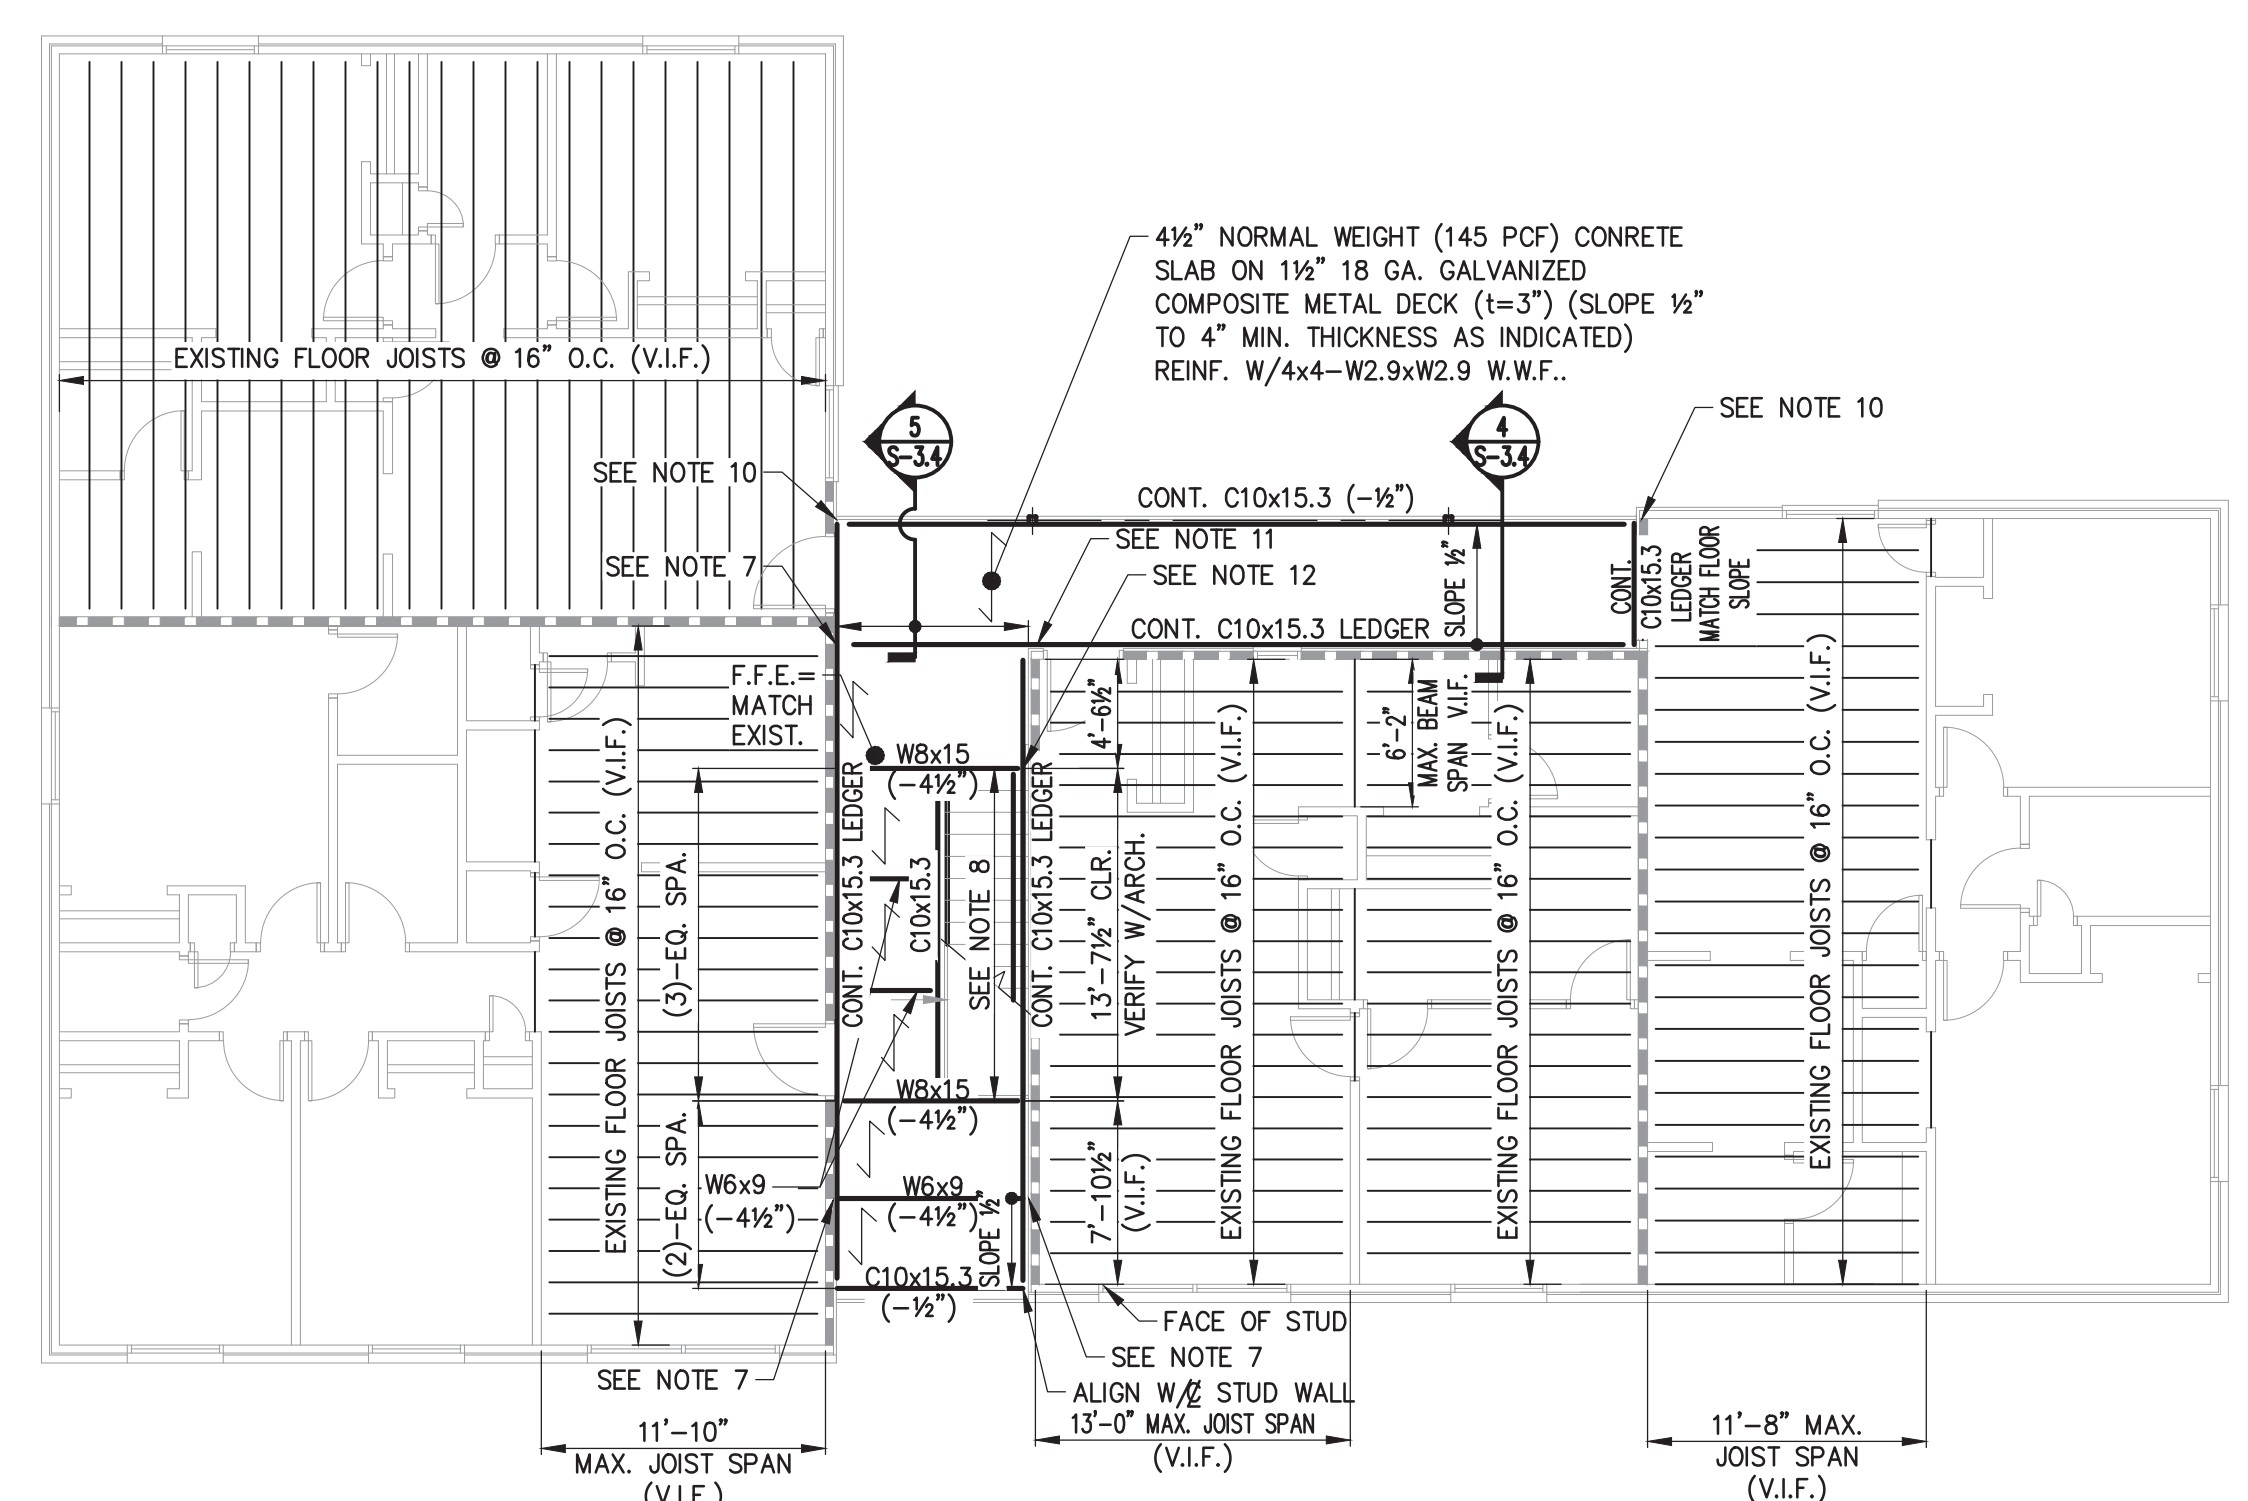 4½" NORMAL WEIGHT (145 PCF) CONRETE
SLAB ON 1½" 18 GA. GALVANIZED
COMPOSITE METAL DECK (t=3") (SLOPE ½"
TO 4" MIN. THICKNESS AS INDICATED)
REINF. W/4x4-W2.9xW2.9 W.W.F..
EXISTING FLOOR JOISTS @ 16" O.C. (V.I.F.)
5
S-3.4
4
S-3.4
SEE NOTE 10
SEE NOTE 10
CONT. C10x15.3 (-½")
SEE NOTE 11
SEE NOTE 12
SEE NOTE 7
SLOPE ½"
CONT.
C10x15.3
LEDGER
MATCH FLOOR
SLOPE
CONT. C10x15.3 LEDGER
F.F.E.=
MATCH
EXIST.
EXISTING FLOOR JOISTS @ 16" O.C. (V.I.F.)
(3)-EQ. SPA.
(2)-EQ. SPA.
W8x15
(-4½")
CONT. C10x15.3 LEDGER
C10x15.3
SEE NOTE 8
CONT. C10x15.3 LEDGER
4'-6½"
13'-7½" CLR.
VERIFY W/ARCH.
7'-10½"
(V.I.F.)
EXISTING FLOOR JOISTS @ 16" O.C. (V.I.F.)
6'-2"
MAX. BEAM
SPAN V.I.F.
EXISTING FLOOR JOISTS @ 16" O.C. (V.I.F.)
EXISTING FLOOR JOISTS @ 16" O.C. (V.I.F.)
W8x15
(-4½")
W6x9
(-4½")
W6x9
(-4½")
SLOPE ½"
C10x15.3
(-½")
FACE OF STUD
SEE NOTE 7
SEE NOTE 7
ALIGN W/℄ STUD WALL
11'-10"
MAX. JOIST SPAN
(V.I.F.)
13'-0" MAX. JOIST SPAN
(V.I.F.)
11'-8" MAX.
JOIST SPAN
(V.I.F.)